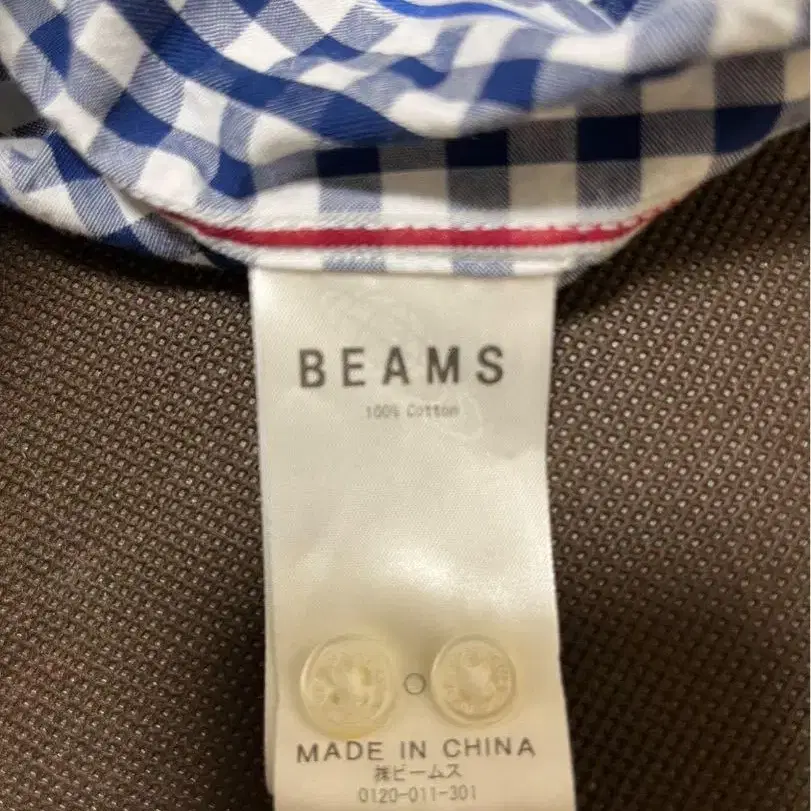 BEAMS
100% Cotton
MADE IN CHINA
㈱ビームス
0120-011-301